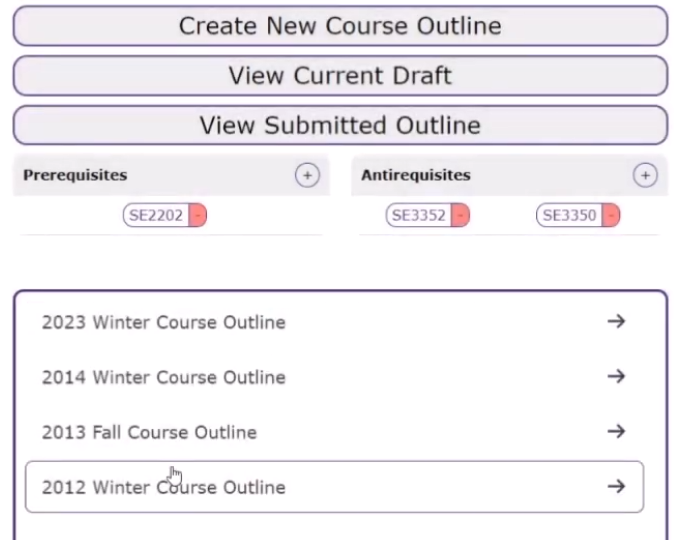 Create New Course Outline
View Current Draft
View Submitted Outline
Prerequisites +
Antirequisites +
SE2202 -
SE3352 -
SE3350 -
2023 Winter Course Outline →
2014 Winter Course Outline →
2013 Fall Course Outline →
2012 Winter Course Outline →